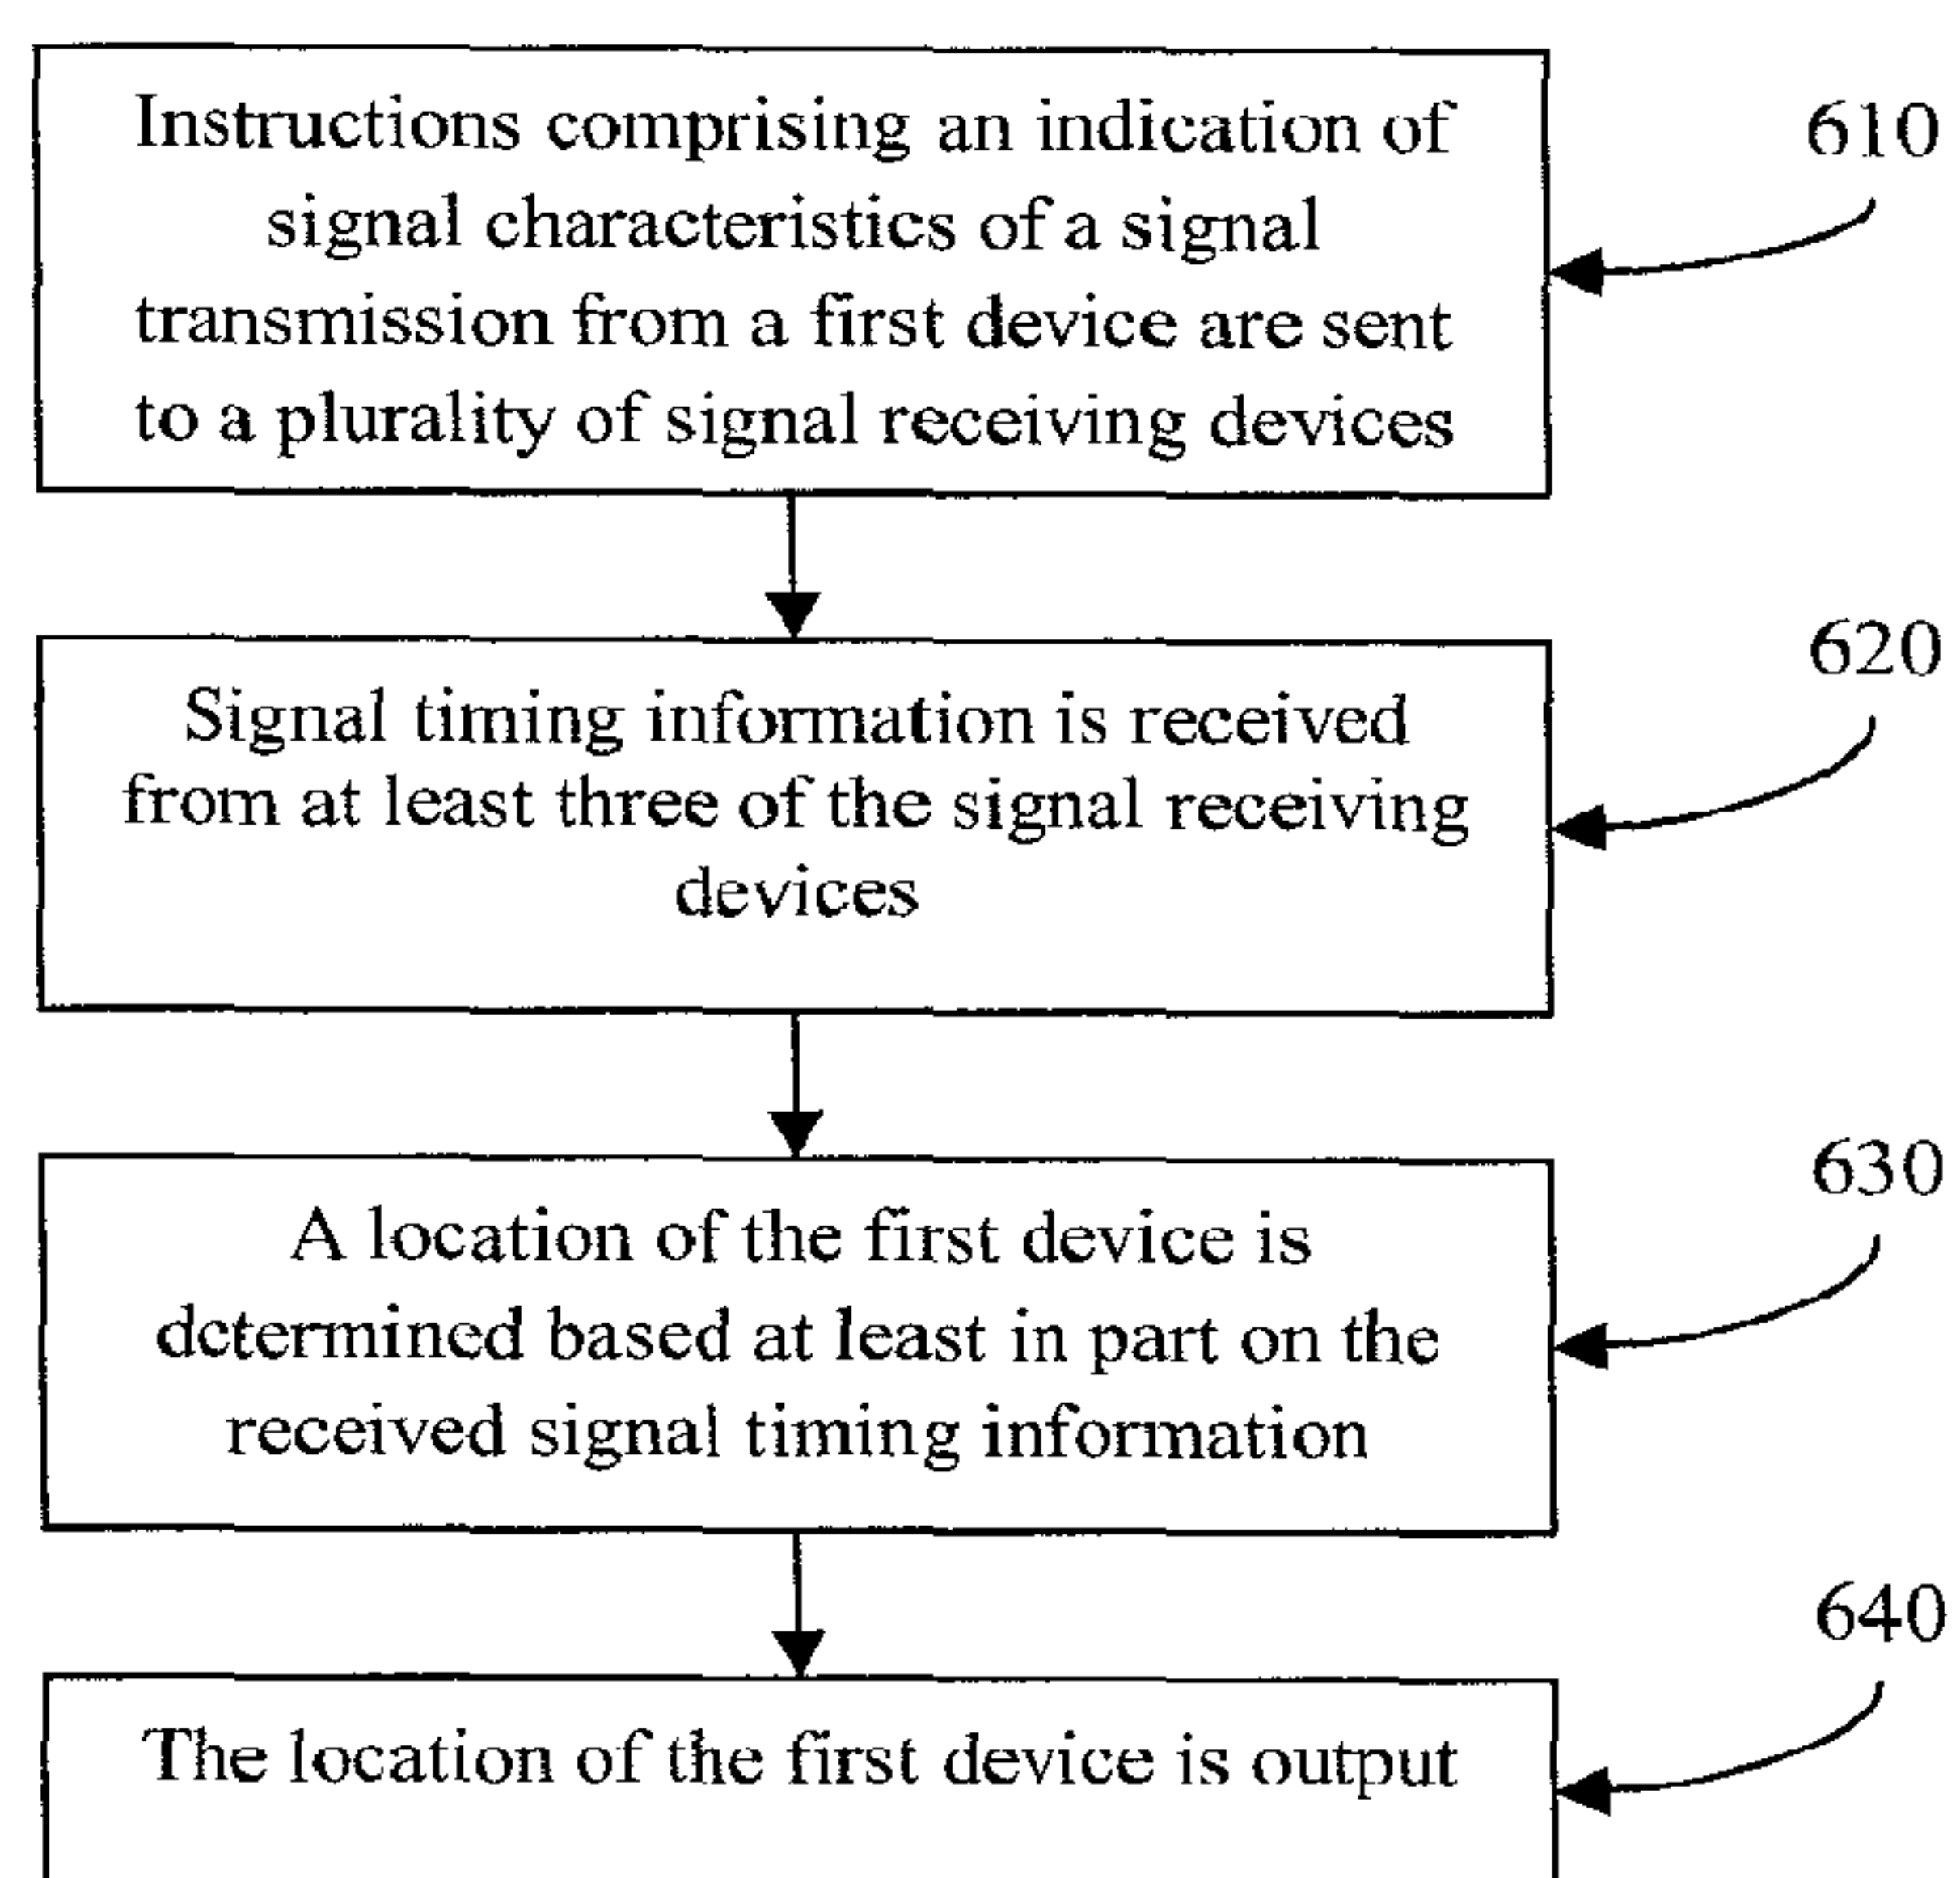 Instructions comprising an indication of
signal characteristics of a signal
transmission from a first device are sent
to a plurality of signal receiving devices
610
Signal timing information is received
from at least three of the signal receiving
devices
620
A location of the first device is
determined based at least in part on the
received signal timing information
630
The location of the first device is output
640